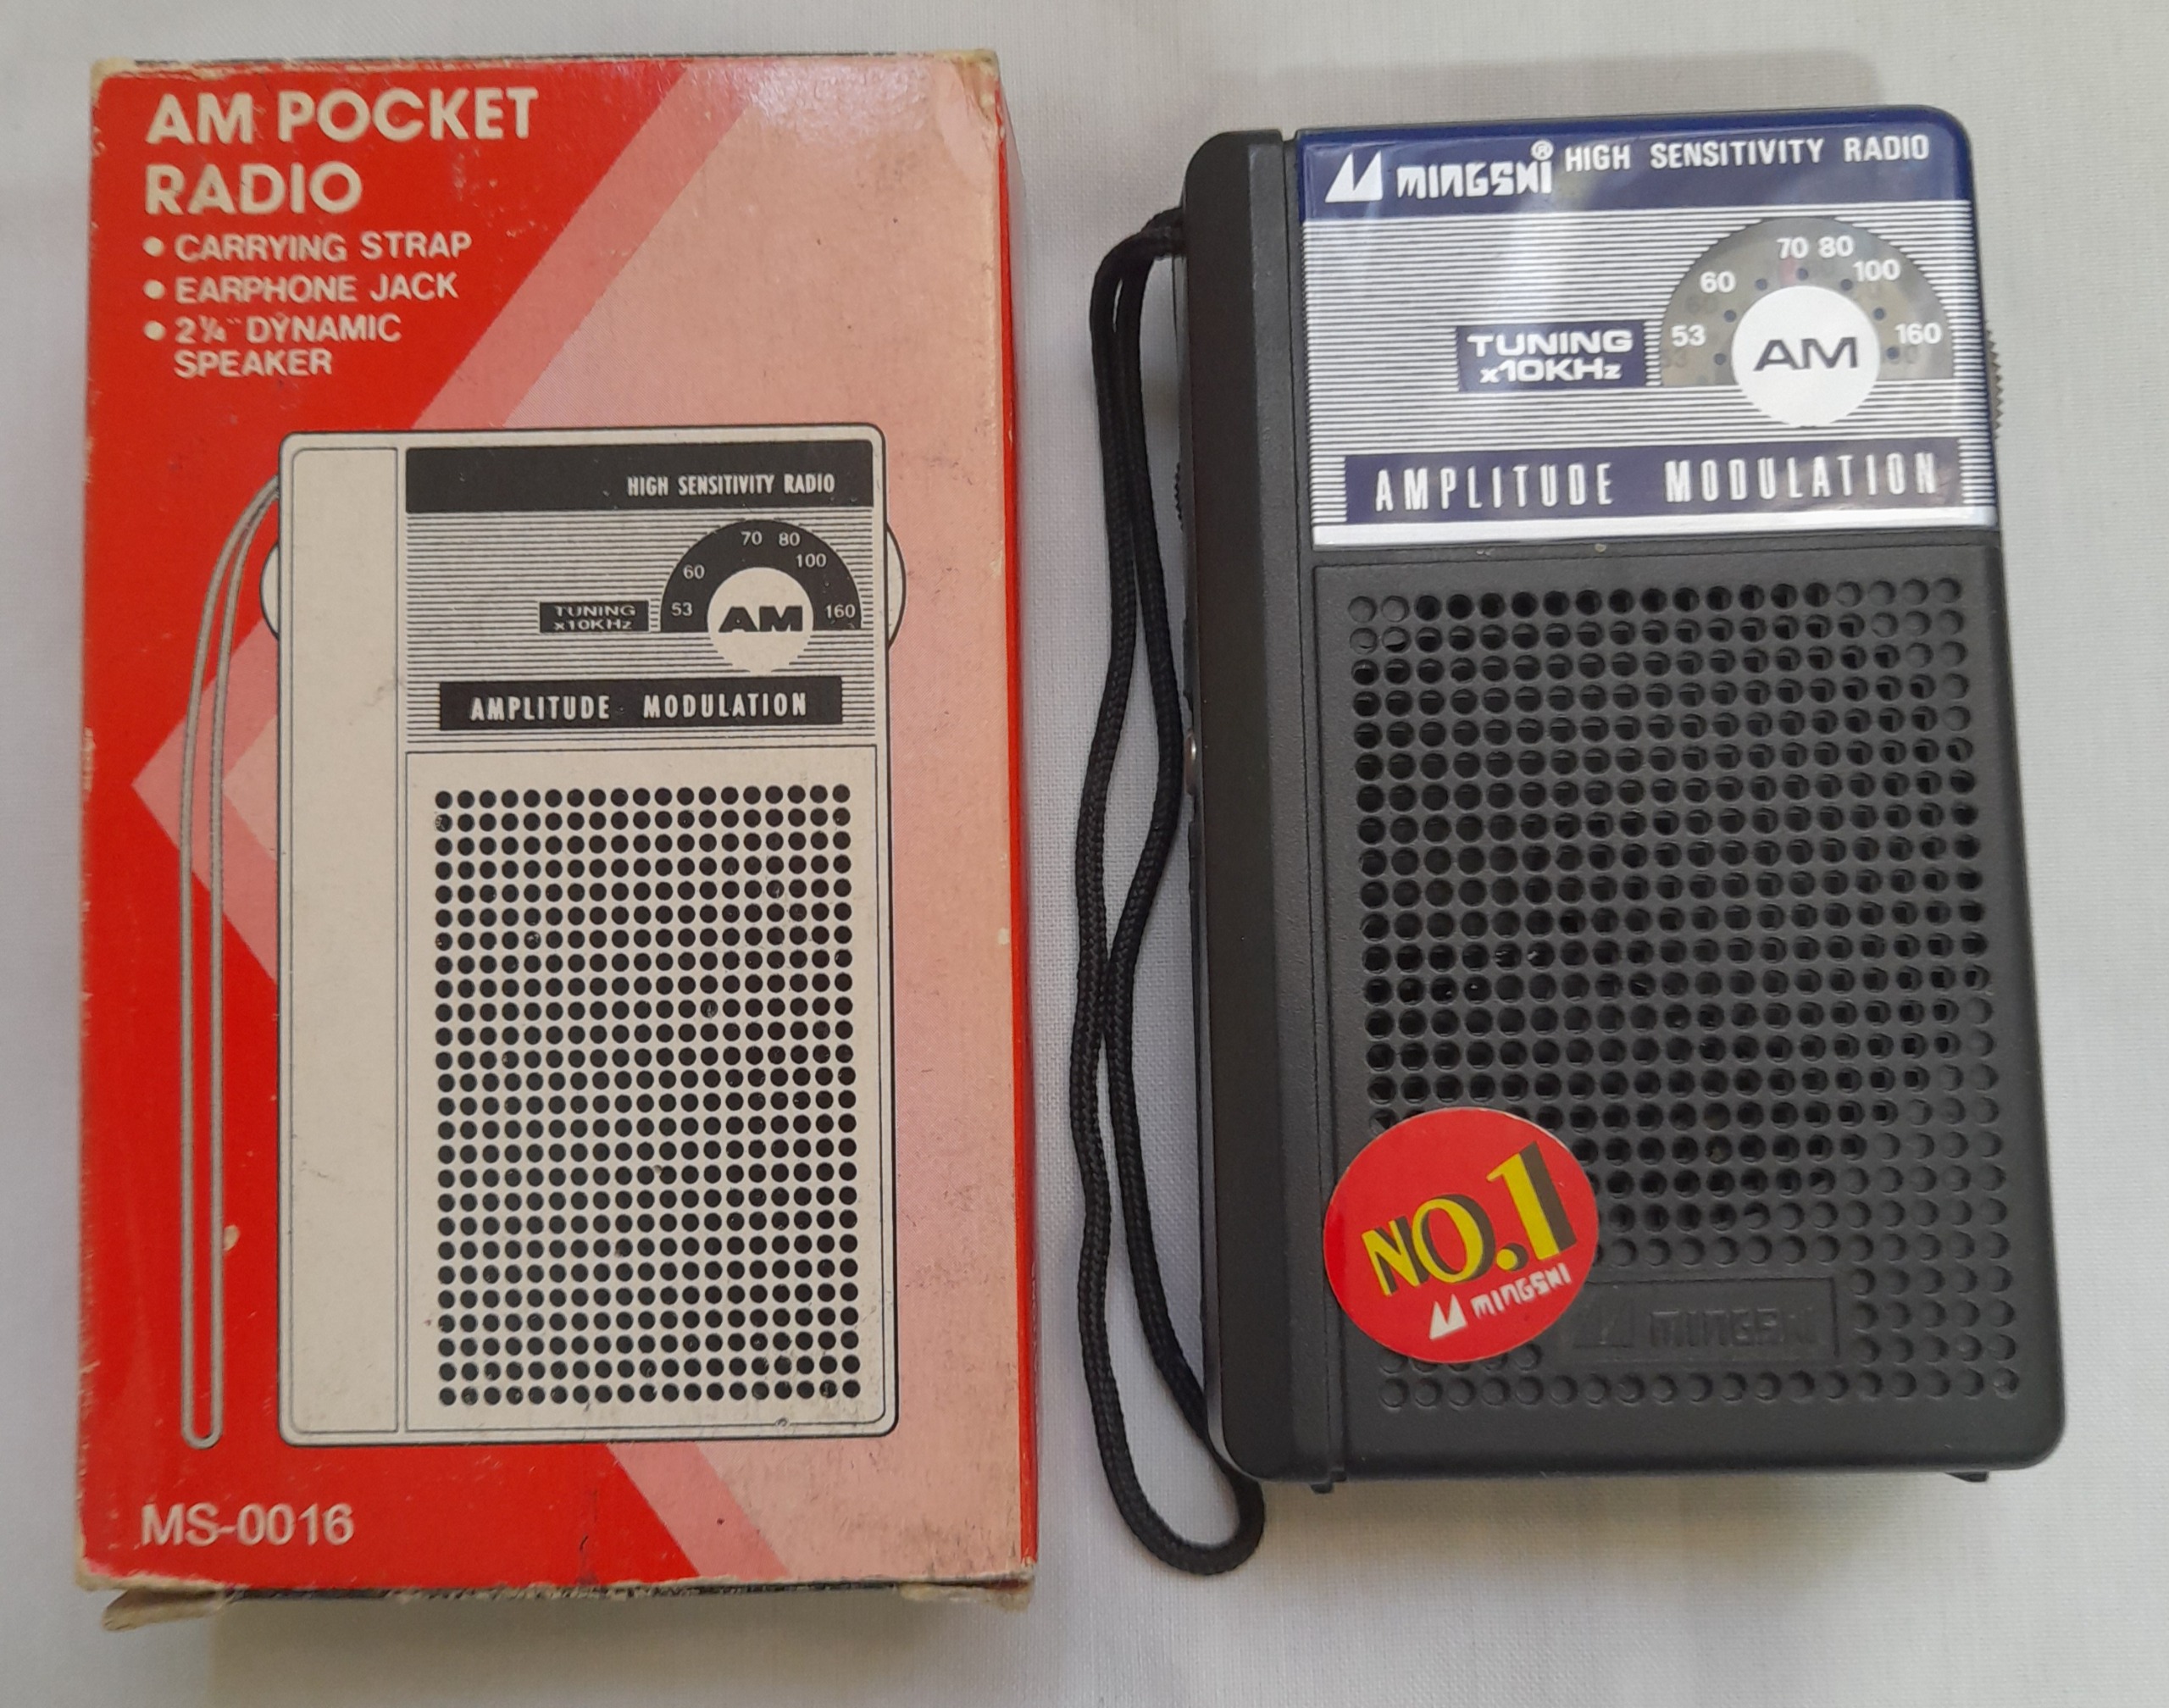 AM POCKET
RADIO
• CARRYING STRAP
• EARPHONE JACK
• 2¼" DYNAMIC
SPEAKER
HIGH SENSITIVITY RADIO
70 80
60 100
53 160
TUNING
x10KHz
AM
AMPLITUDE MODULATION
MS-0016
MINGSHI® HIGH SENSITIVITY RADIO
70 80
60 100
53 160
TUNING
x10KHz
AM
AMPLITUDE MODULATION
NO.1
MINGSHI
MINGSHI